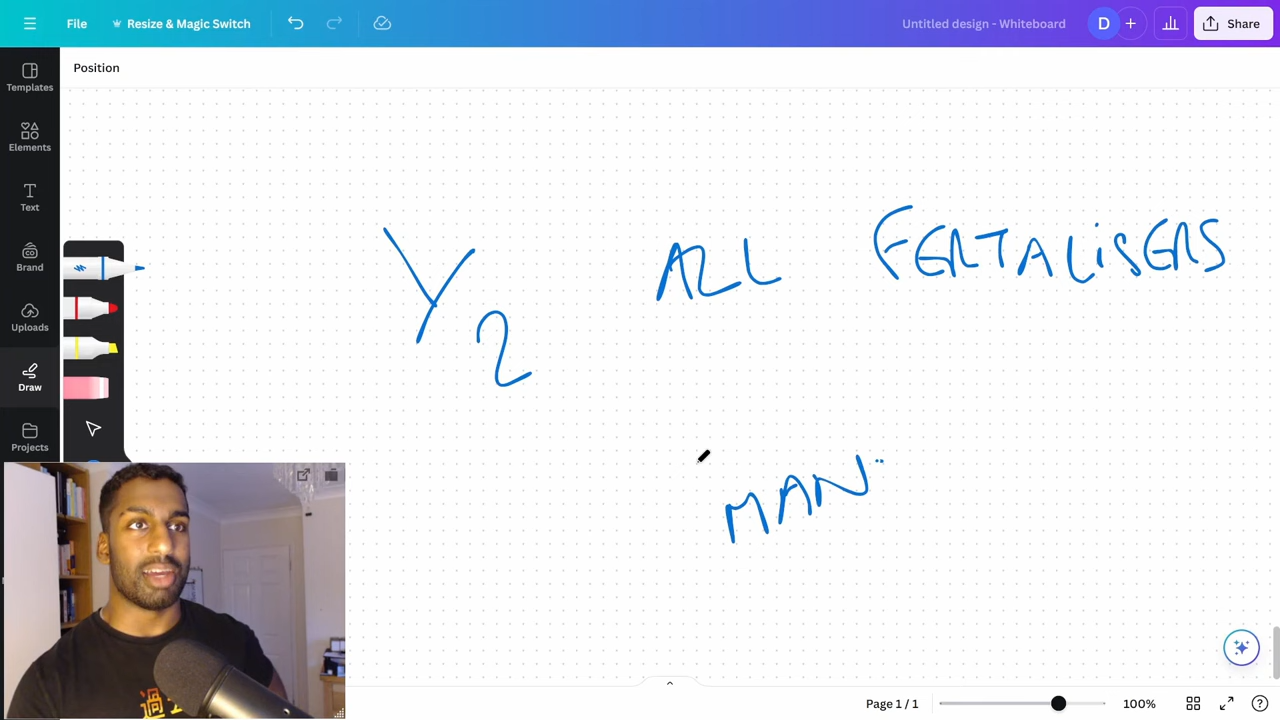 File
Resize & Magic Switch
Untitled design - Whiteboard
D
Share
Position
Templates
Elements
Text
Brand
Uploads
Draw
Projects
Y
2
ALL FERTALISERS
MAN
Page 1 / 1
100%
過